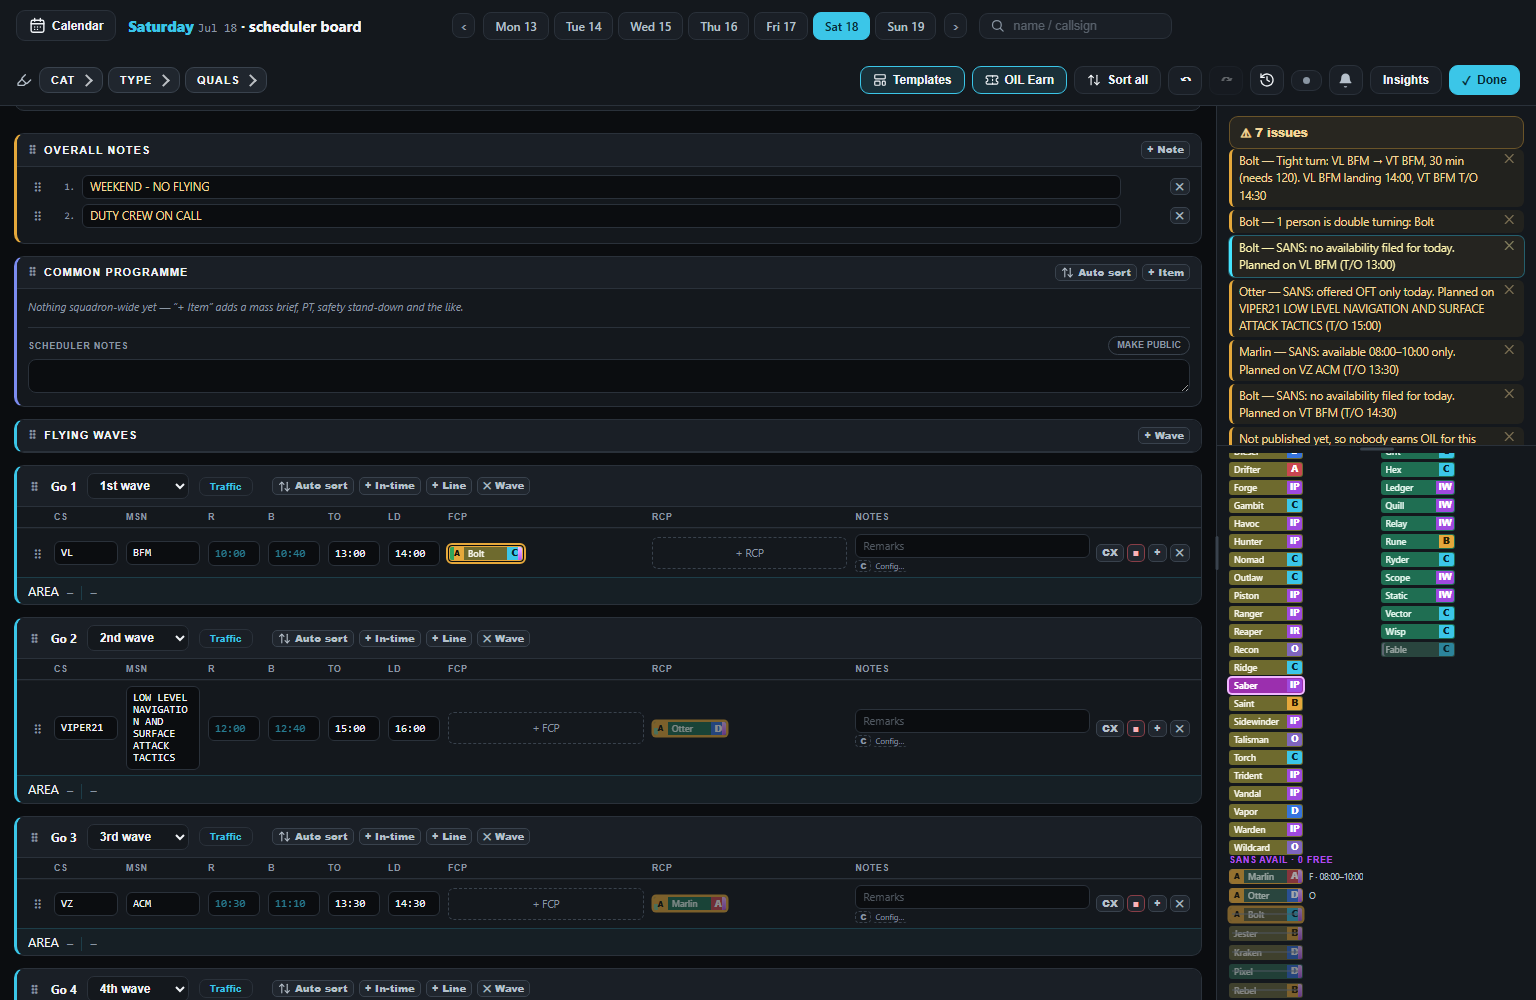 Calendar
Saturday Jul 18 · scheduler board
‹ Mon 13 Tue 14 Wed 15 Thu 16 Fri 17 Sat 18 Sun 19 ›
name / callsign
CAT TYPE QUALS
Templates OIL Earn Sort all Insights ✓ Done
OVERALL NOTES
+ Note
1. WEEKEND - NO FLYING
2. DUTY CREW ON CALL
COMMON PROGRAMME
Auto sort + Item
Nothing squadron-wide yet — "+ Item" adds a mass brief, PT, safety stand-down and the like.
SCHEDULER NOTES
MAKE PUBLIC
FLYING WAVES
+ Wave
Go 1 1st wave Traffic Auto sort + In-time + Line X Wave
CS MSN R B TO LD FCP RCP NOTES
VL BFM 10:00 10:40 13:00 14:00 A Bolt C + RCP Remarks CX + X
C Config...
AREA – –
Go 2 2nd wave Traffic Auto sort + In-time + Line X Wave
CS MSN R B TO LD FCP RCP NOTES
VIPER21
LOW LEVEL
NAVIGATIO
N AND
SURFACE
ATTACK
TACTICS
12:00 12:40 15:00 16:00 + FCP A Otter D Remarks CX + X
C Config...
AREA – –
Go 3 3rd wave Traffic Auto sort + In-time + Line X Wave
CS MSN R B TO LD FCP RCP NOTES
VZ ACM 10:30 11:10 13:30 14:30 + FCP A Marlin A Remarks CX + X
C Config...
AREA – –
Go 4 4th wave Traffic Auto sort + In-time + Line X Wave
⚠ 7 issues
Bolt — Tight turn: VL BFM → VT BFM, 30 min
(needs 120). VL BFM landing 14:00, VT BFM T/O
14:30
Bolt — 1 person is double turning: Bolt
Bolt — SANS: no availability filed for today.
Planned on VL BFM (T/O 13:00)
Otter — SANS: offered OFT only today. Planned on
VIPER21 LOW LEVEL NAVIGATION AND SURFACE
ATTACK TACTICS (T/O 15:00)
Marlin — SANS: available 08:00–10:00 only.
Planned on VZ ACM (T/O 13:30)
Bolt — SANS: no availability filed for today.
Planned on VT BFM (T/O 14:30)
Not published yet, so nobody earns OIL for this
Drifter A
Forge IP
Gambit C
Havoc IP
Hunter IP
Nomad C
Outlaw C
Piston IP
Ranger IP
Reaper IR
Recon O
Ridge C
Saber IP
Saint B
Sidewinder IP
Talisman O
Torch C
Trident IP
Vandal IP
Vapor D
Warden IP
Wildcard O
Hex C
Ledger IW
Quill IW
Relay IW
Rune B
Ryder C
Scope IW
Static IW
Vector C
Wisp C
Fable C
SANS AVAIL · 0 FREE
A Marlin A F · 08:00–10:00
A Otter D O
A Bolt C
Jester B
Kraken D
Pixel D
Rebel B